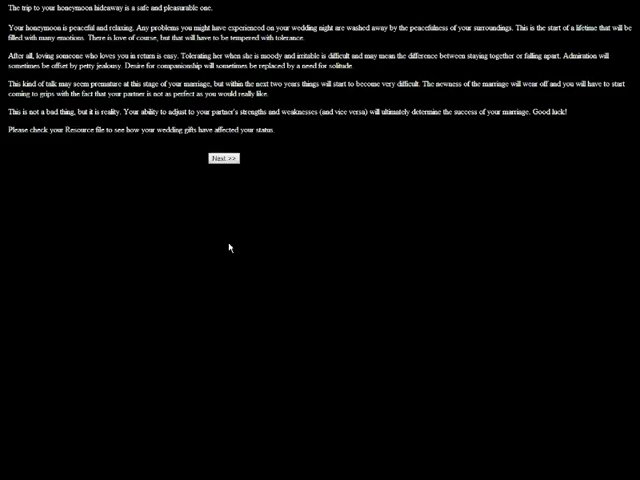 The trip to your honeymoon hideaway is a safe and pleasurable one.
Your honeymoon is peaceful and relaxing. Any problems you might have experienced on your wedding night are washed away by the peacefulness of your surroundings. This is the start of a lifetime that will be
filled with many emotions. There is love of course, but that will have to be tempered with tolerance.
After all, loving someone who loves you in return is easy. Tolerating her when she is moody and irritable is difficult and may mean the difference between staying together or falling apart. Admiration will
sometimes be offset by petty jealousy. Desire for companionship will sometimes be replaced by a need for solitude.
This kind of talk may seem premature at this stage of your marriage, but within the next two years things will start to become very difficult. The newness of the marriage will wear off and you will have to start
coming to grips with the fact that your partner is not as perfect as you would really like.
This is not a bad thing, but it is reality. Your ability to adjust to your partner's strengths and weaknesses (and vice versa) will ultimately determine the success of your marriage. Good luck!
Please check your Resource file to see how your wedding gifts have affected your status.
Next >>